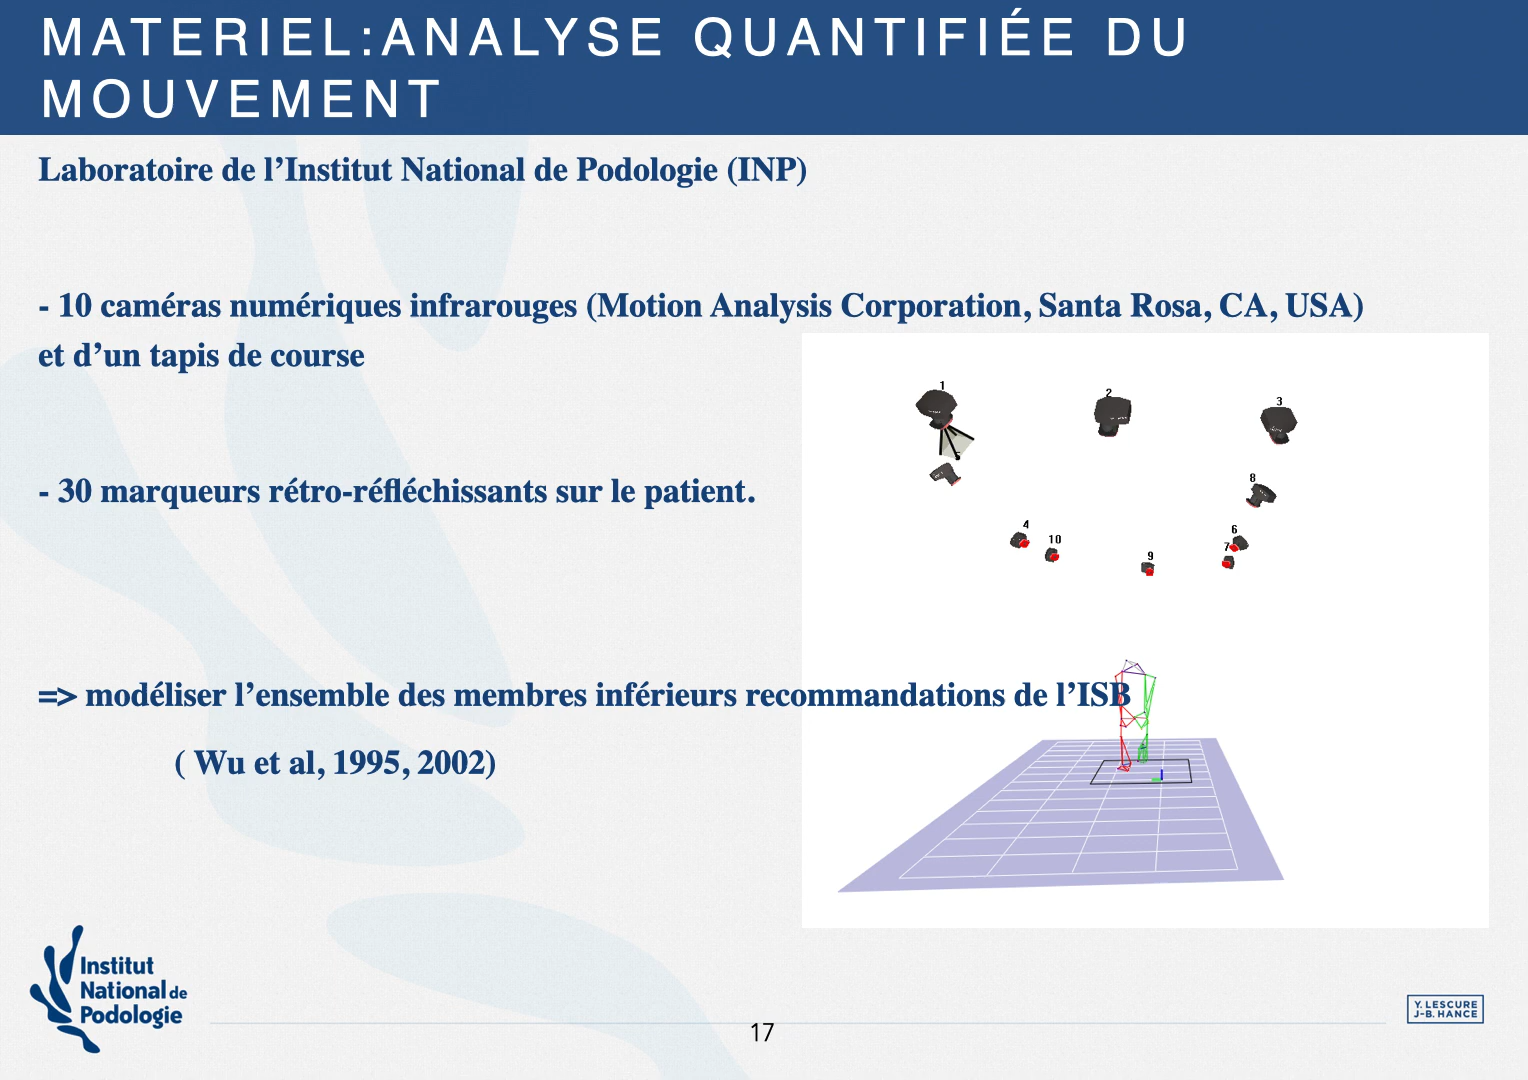 MATERIEL:ANALYSE QUANTIFIÉE DU
MOUVEMENT
Laboratoire de l’Institut National de Podologie (INP)
- 10 caméras numériques infrarouges (Motion Analysis Corporation, Santa Rosa, CA, USA)
et d’un tapis de course
- 30 marqueurs rétro-réfléchissants sur le patient.
=> modéliser l’ensemble des membres inférieurs recommandations de l’ISB
( Wu et al, 1995, 2002)
1
2
3
5
8
4
10
6
7
9
Institut
National de
Podologie
17
Y. LESCURE
J-B. HANCE